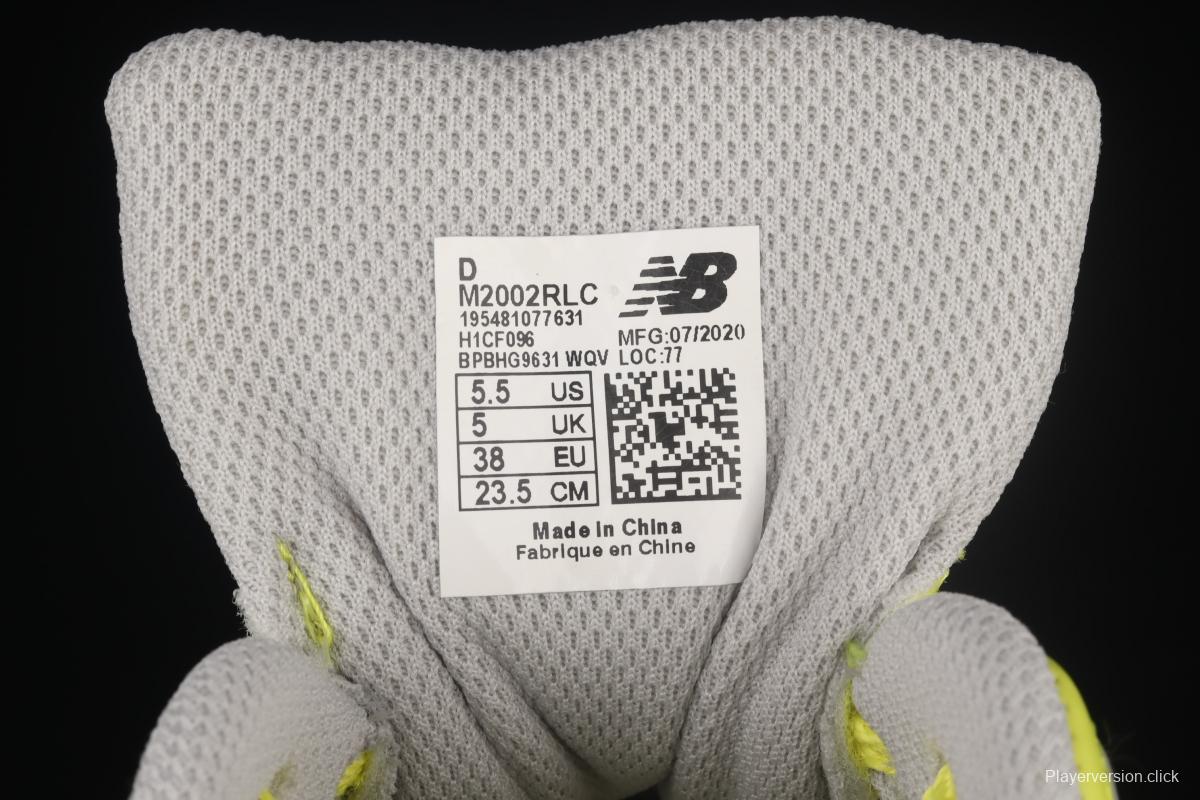 D
M2002RLC
195481077631
H1CF096
BPBHG9631 WQV
NB
MFG:07/2020
LOC:77
5.5 US
5 UK
38 EU
23.5 CM
Made in China
Fabrique en Chine
Playerversion.click